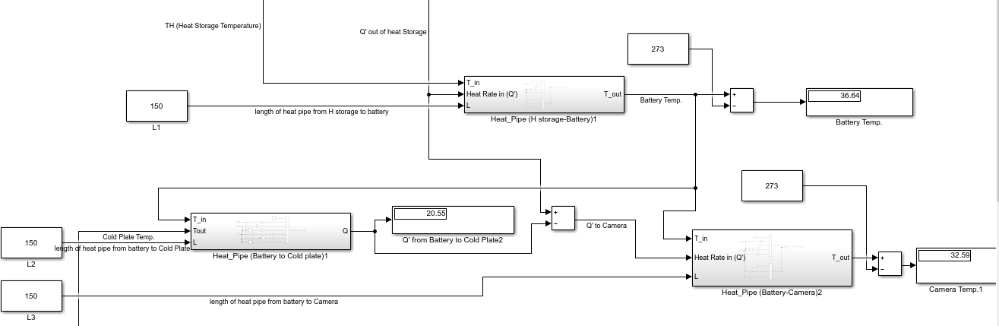 TH (Heat Storage Temperature)
Q' out of heat Storage
273
T_in
150
Heat Rate in (Q')
T_out
Battery Temp.
+
−
36.64
L
length of heat pipe from H storage to battery
L1
Heat_Pipe (H storage-Battery)1
Battery Temp.
273
T_in
20.55
+
−
Cold Plate Temp.
Tout
Q
Q' to Camera
150
length of heat pipe from battery to Cold Plate
L
Q' from Battery to Cold Plate2
T_in
L2
Heat_Pipe (Battery to Cold plate)1
Heat Rate in (Q')
T_out
+
−
32.59
L
150
length of heat pipe from battery to Camera
Heat_Pipe (Battery-Camera)2
Camera Temp.1
L3